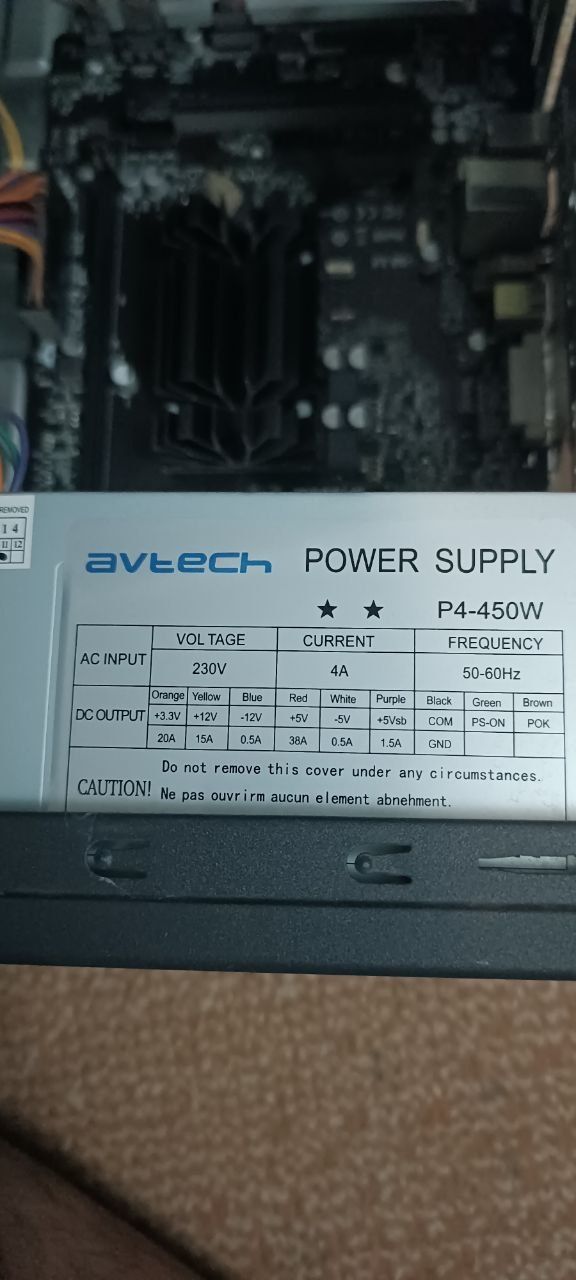 REMOVED
1 4
11 12
avtech POWER SUPPLY
★ ★ P4-450W
AC INPUT VOLTAGE CURRENT FREQUENCY
230V 4A 50-60Hz
DC OUTPUT Orange Yellow Blue Red White Purple Black Green Brown
+3.3V +12V -12V +5V -5V +5Vsb COM PS-ON POK
20A 15A 0.5A 38A 0.5A 1.5A GND
CAUTION! Do not remove this cover under any circumstances.
Ne pas ouvrirm aucun element abnehment.